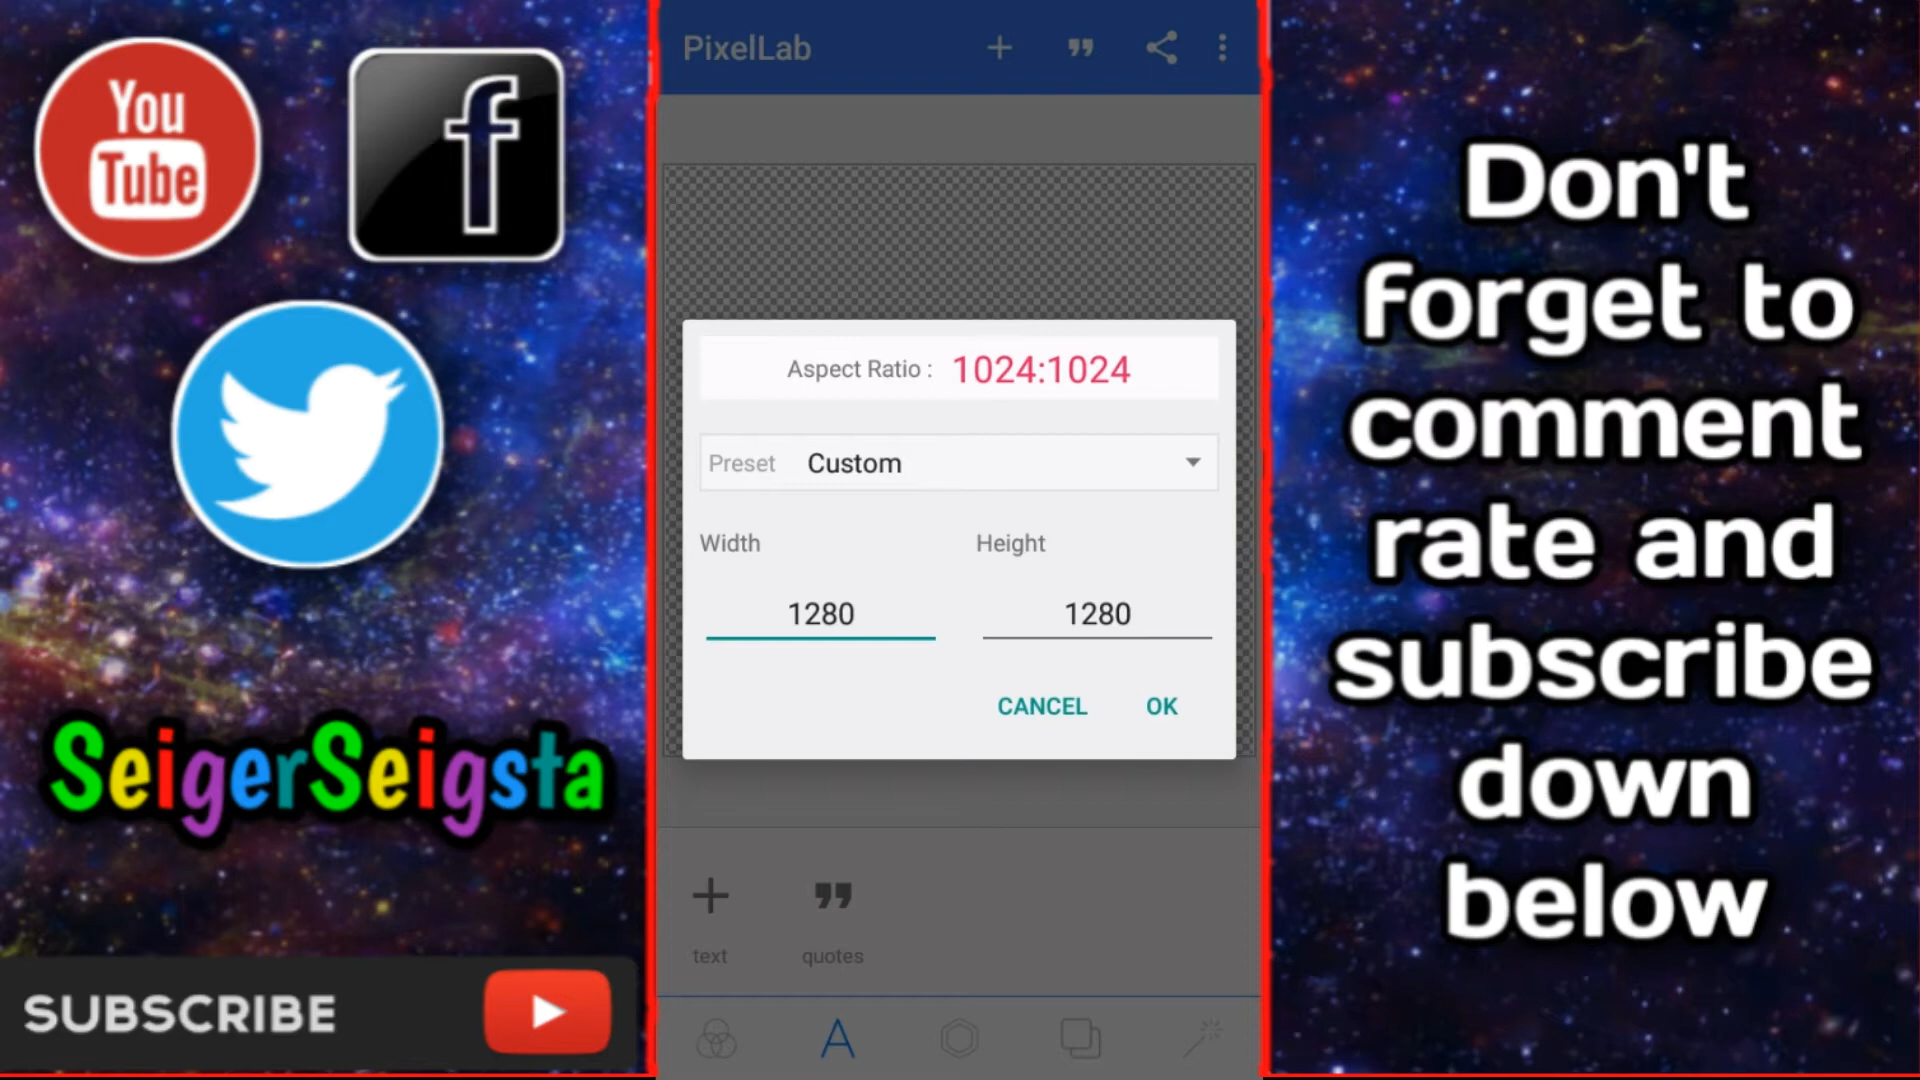 You
Tube
f
SeigerSeigsta
SUBSCRIBE
PixelLab
Aspect Ratio : 1024:1024
Preset Custom
Width Height
1280 1280
CANCEL OK
text quotes
A
Don't
forget to
comment
rate and
subscribe
down
below